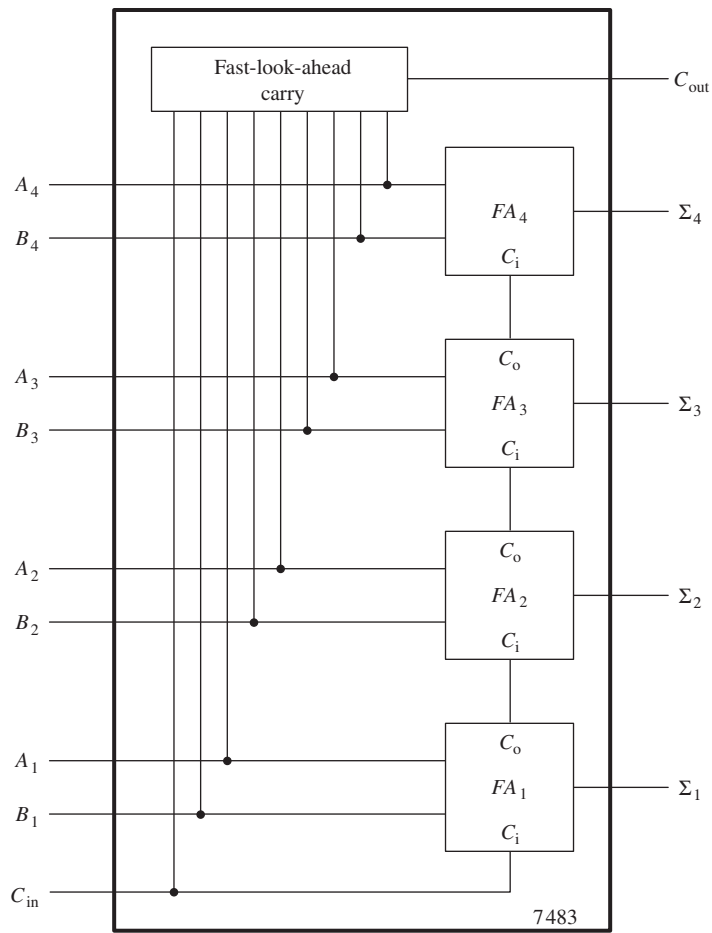 Fast-look-ahead
carry
C_out
A_4
FA_4
Σ_4
B_4
C_i
C_o
A_3
FA_3
Σ_3
B_3
C_i
C_o
A_2
FA_2
Σ_2
B_2
C_i
C_o
A_1
FA_1
Σ_1
B_1
C_i
C_in
7483